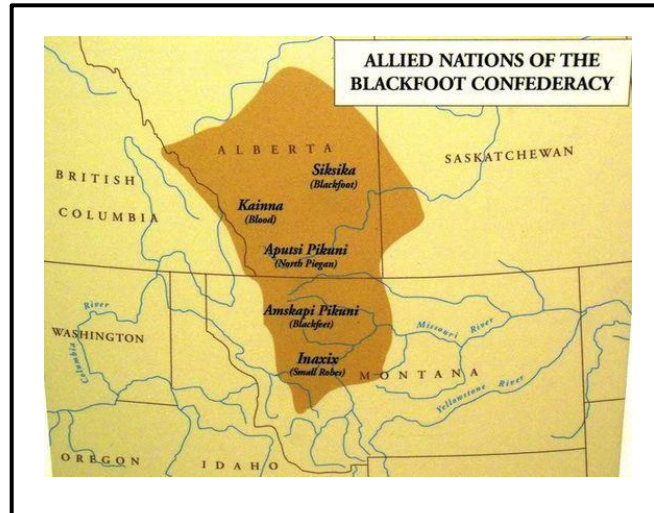 ALLIED NATIONS OF THE
BLACKFOOT CONFEDERACY
ALBERTA
Siksika
(Blackfoot)
SASKATCHEWAN
BRITISH
COLUMBIA
Kainna
(Blood)
Aputsi Pikuni
(North Piegan)
Amskapi Pikuni
(Blackfeet)
Missouri River
Columbia River
WASHINGTON
Inaxix
(Small Robes)
MONTANA
Yellowstone River
OREGON
IDAHO